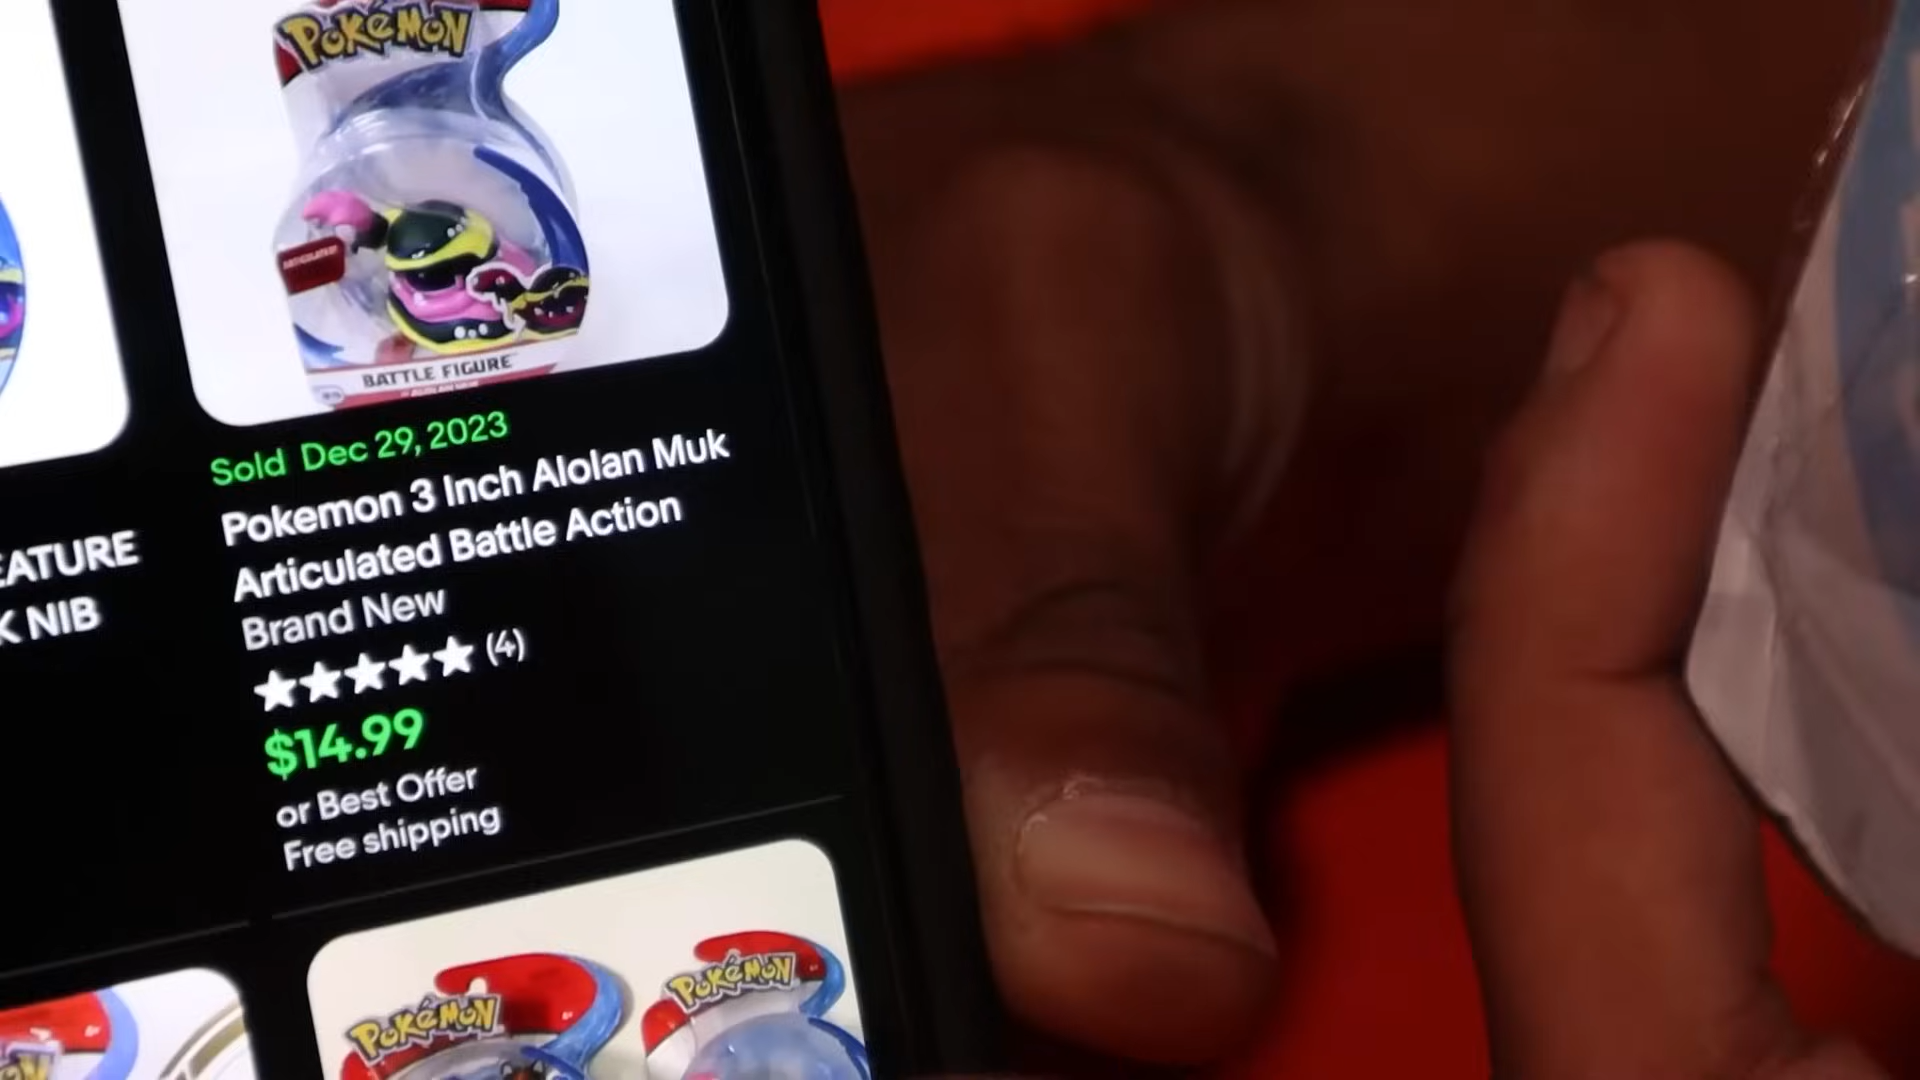 POKéMON
ARTICULATED!
BATTLE FIGURE
Sold Dec 29, 2023
Pokemon 3 Inch Alolan Muk
Articulated Battle Action
Brand New
(4)
$14.99
or Best Offer
Free shipping
EATURE
K NIB
POKéMON
POKéMON